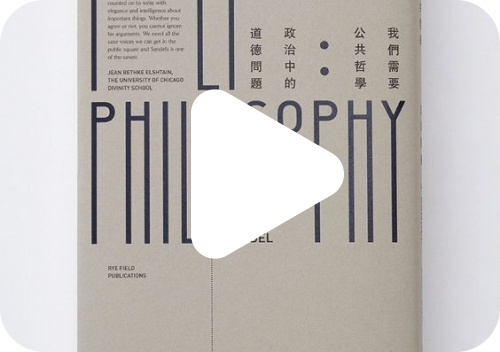 counted on to write with
elegance and intelligence about
important things. Whether you
agree or not, you cannot ignore
his arguments. We need all the
sane voices we can get in the
public square and Sandel's is one
of the sanest.
JEAN BETHKE ELSHTAIN,
THE UNIVERSITY OF CHICAGO
DIVINITY SCHOOL
我們需要
公共哲學
:
政治中的
道德問題
PHILOSOPHY
RYE FIELD
PUBLICATIONS